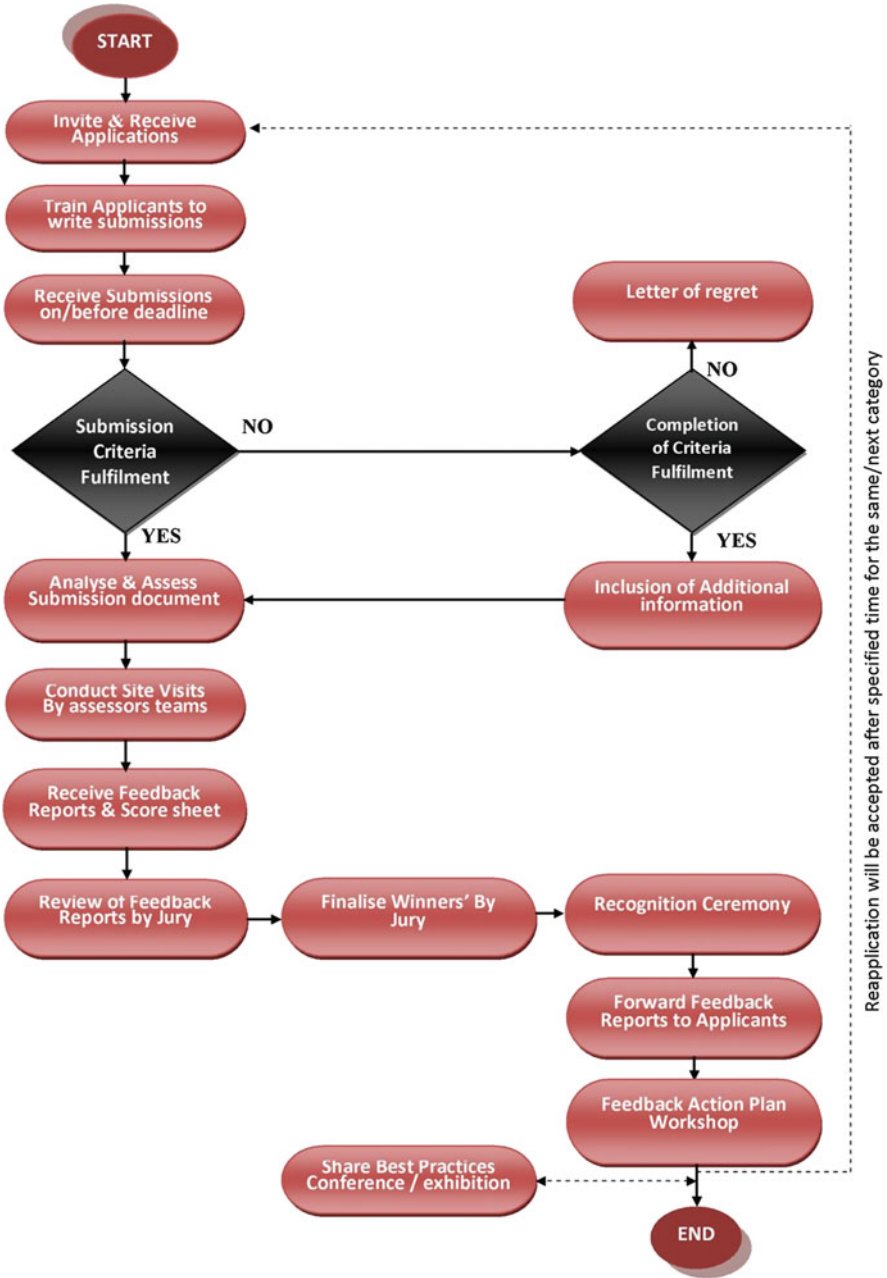 START
Invite & Receive
Applications
Train Applicants to
write submissions
Receive Submissions
on/before deadline
Letter of regret
NO
Submission
Criteria
Fulfilment
NO
Completion
of Criteria
Fulfilment
YES
YES
Analyse & Assess
Submission document
Inclusion of Additional
information
Conduct Site Visits
By assessors teams
Receive Feedback
Reports & Score sheet
Review of Feedback
Reports by Jury
Finalise Winners’ By
Jury
Recognition Ceremony
Forward Feedback
Reports to Applicants
Feedback Action Plan
Workshop
Share Best Practices
Conference / exhibition
END
Reapplication will be accepted after specified time for the same/next category